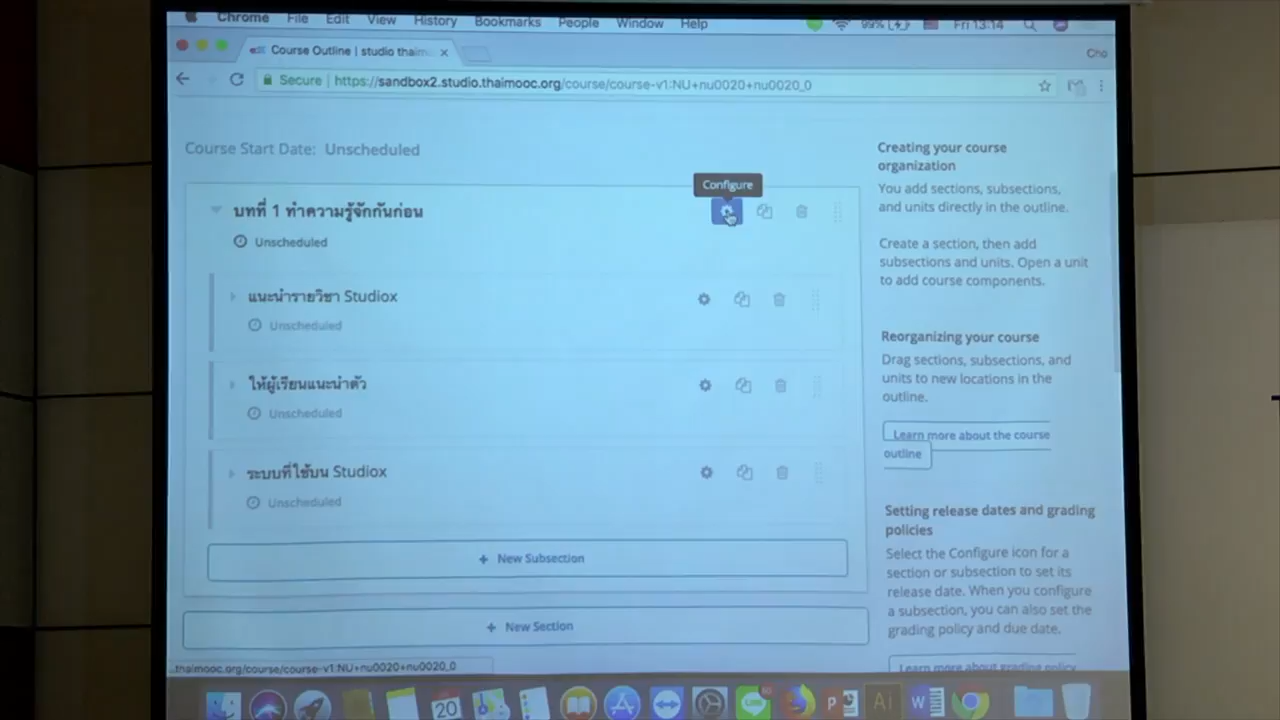 Chrome File Edit View History Bookmarks People Window Help 99% Fri 13:14
Course Outline | studio thaim
Cho
Secure | https://sandbox2.studio.thaimooc.org/course/course-v1:NU+nu0020+nu0020_0
Course Start Date: Unscheduled
Configure
บทที่ 1 ทำความรู้จักกันก่อน
Unscheduled
แนะนำรายวิชา Studiox
Unscheduled
ให้ผู้เรียนแนะนำตัว
Unscheduled
ระบบที่ใช้บน Studiox
Unscheduled
+ New Subsection
+ New Section
Creating your course
organization
You add sections, subsections,
and units directly in the outline.
Create a section, then add
subsections and units. Open a unit
to add course components.
Reorganizing your course
Drag sections, subsections, and
units to new locations in the
outline.
Learn more about the course
outline
Setting release dates and grading
policies
Select the Configure icon for a
section or subsection to set its
release date. When you configure
a subsection, you can also set the
grading policy and due date.
Learn more about grading policy
thaimooc.org/course/course-v1:NU+nu0020+nu0020_0
20
LINE
P
Ai
W